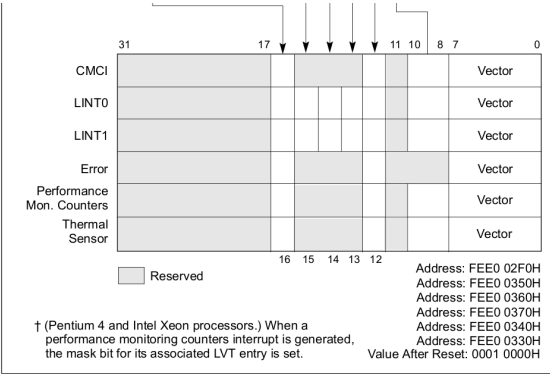 31 17 11 10 8 7 0
CMCI Vector
LINT0 Vector
LINT1 Vector
Error Vector
Performance
Mon. Counters Vector
Thermal
Sensor Vector
16 15 14 13 12
Reserved
Address: FEE0 02F0H
Address: FEE0 0350H
Address: FEE0 0360H
Address: FEE0 0370H
Address: FEE0 0340H
Address: FEE0 0330H
Value After Reset: 0001 0000H
† (Pentium 4 and Intel Xeon processors.) When a
performance monitoring counters interrupt is generated,
the mask bit for its associated LVT entry is set.